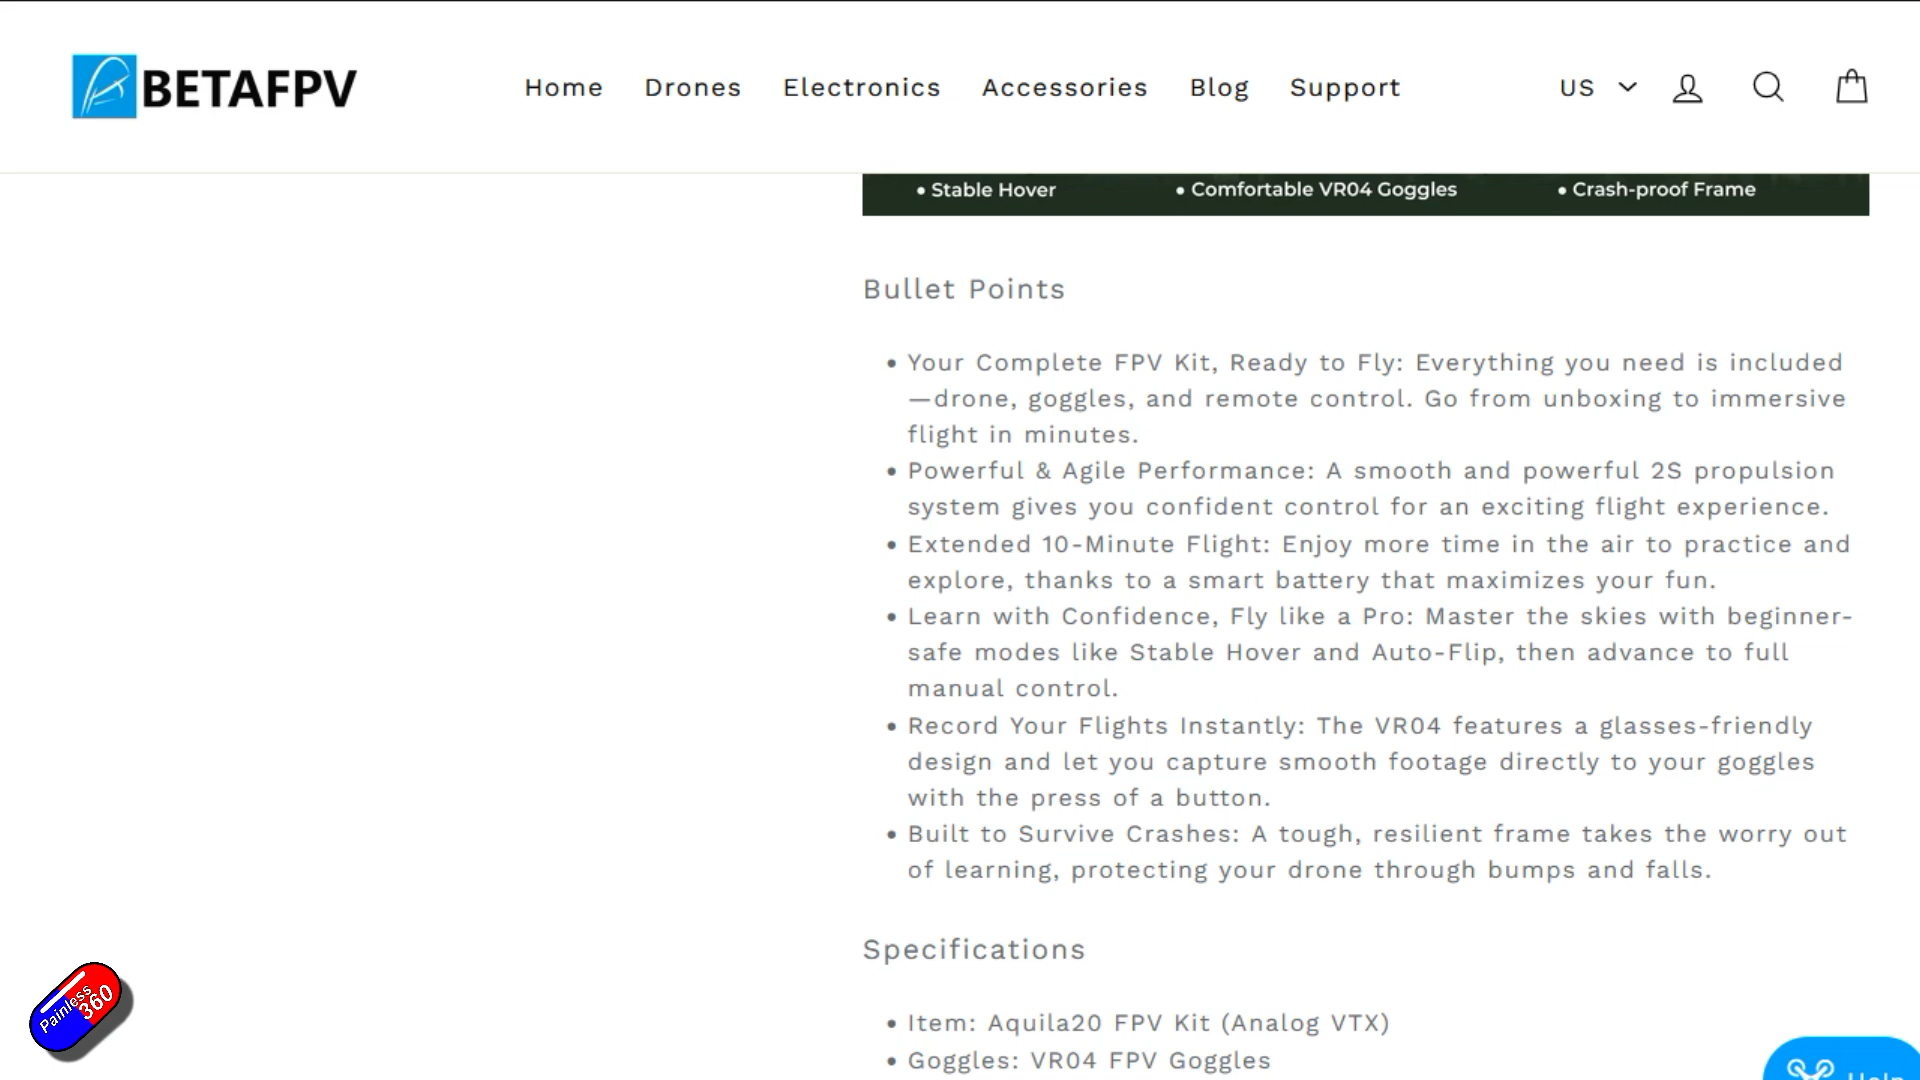 BETAFPV
Home Drones Electronics Accessories Blog Support US
• Stable Hover • Comfortable VR04 Goggles • Crash-proof Frame
Bullet Points
• Your Complete FPV Kit, Ready to Fly: Everything you need is included
—drone, goggles, and remote control. Go from unboxing to immersive
flight in minutes.
• Powerful & Agile Performance: A smooth and powerful 2S propulsion
system gives you confident control for an exciting flight experience.
• Extended 10-Minute Flight: Enjoy more time in the air to practice and
explore, thanks to a smart battery that maximizes your fun.
• Learn with Confidence, Fly like a Pro: Master the skies with beginner-
safe modes like Stable Hover and Auto-Flip, then advance to full
manual control.
• Record Your Flights Instantly: The VR04 features a glasses-friendly
design and let you capture smooth footage directly to your goggles
with the press of a button.
• Built to Survive Crashes: A tough, resilient frame takes the worry out
of learning, protecting your drone through bumps and falls.
Specifications
• Item: Aquila20 FPV Kit (Analog VTX)
• Goggles: VR04 FPV Goggles
Painless
360
Help